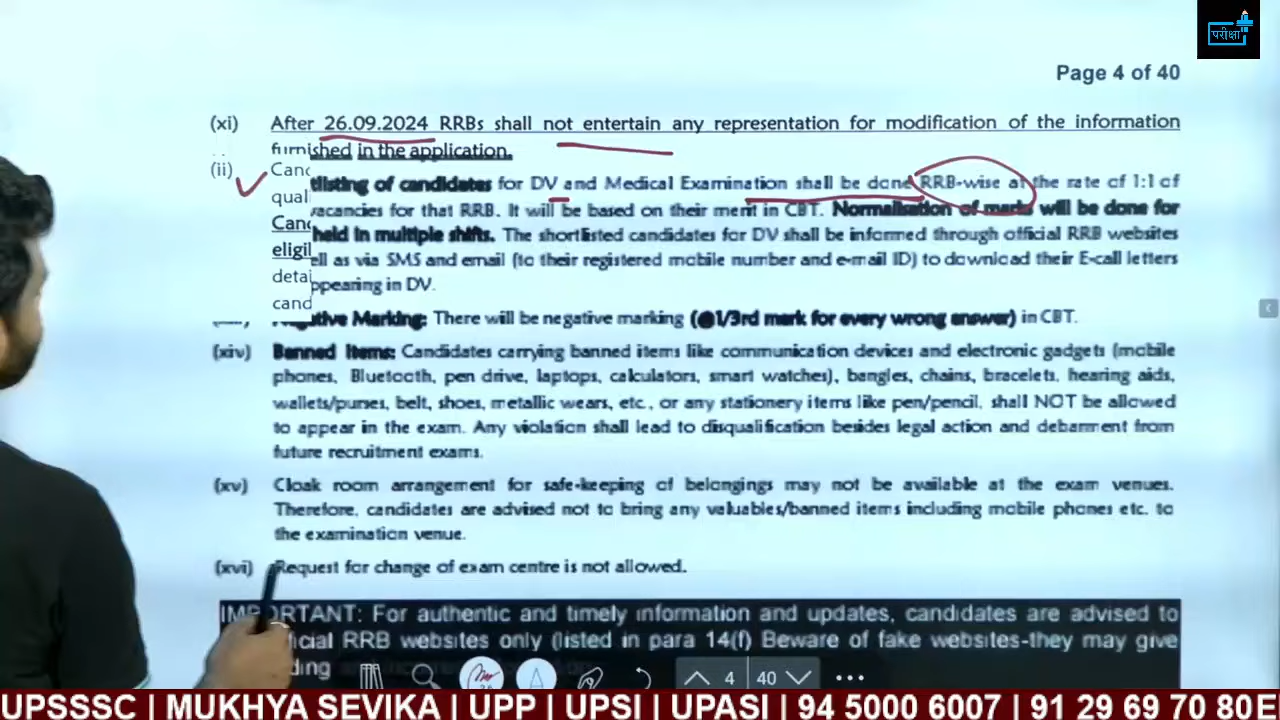 परीक्षा
Page 4 of 40
(xi) After 26.09.2024 RRBs shall not entertain any representation for modification of the information
furnished in the application.
(ii) Canc
tlisting of candidates for DV and Medical Examination shall be done RRB-wise at the rate of 1:1 of
quali
vacancies for that RRB. It will be based on their merit in CBT. Normalisation of marks will be done for
Canc
held in multiple shifts. The shortlisted candidates for DV shall be informed through official RRB websites
eligil
ell as via SMS and email (to their registered mobile number and e-mail ID) to download their E-call letters
detai
ppearing in DV.
cand
Negative Marking: There will be negative marking (@1/3rd mark for every wrong answer) in CBT.
(xiv) Banned Items: Candidates carrying banned items like communication devices and electronic gadgets (mobile
phones, Bluetooth, pen drive, laptops, calculators, smart watches), bangles, chains, bracelets, hearing aids,
wallets/purses, belt, shoes, metallic wears, etc., or any stationery items like pen/pencil, shall NOT be allowed
to appear in the exam. Any violation shall lead to disqualification besides legal action and debarment from
future recruitment exams.
(xv) Cloak room arrangement for safe-keeping of belongings may not be available at the exam venues.
Therefore, candidates are advised not to bring any valuables/banned items including mobile phones etc. to
the examination venue.
(xvi) Request for change of exam centre is not allowed.
IMPORTANT: For authentic and timely information and updates, candidates are advised to
icial RRB websites only (listed in para 14(f) Beware of fake websites-they may give
ding
4 40
UPSSSC | MUKHYA SEVIKA | UPP | UPSI | UPASI | 94 5000 6007 | 91 29 69 70 80E